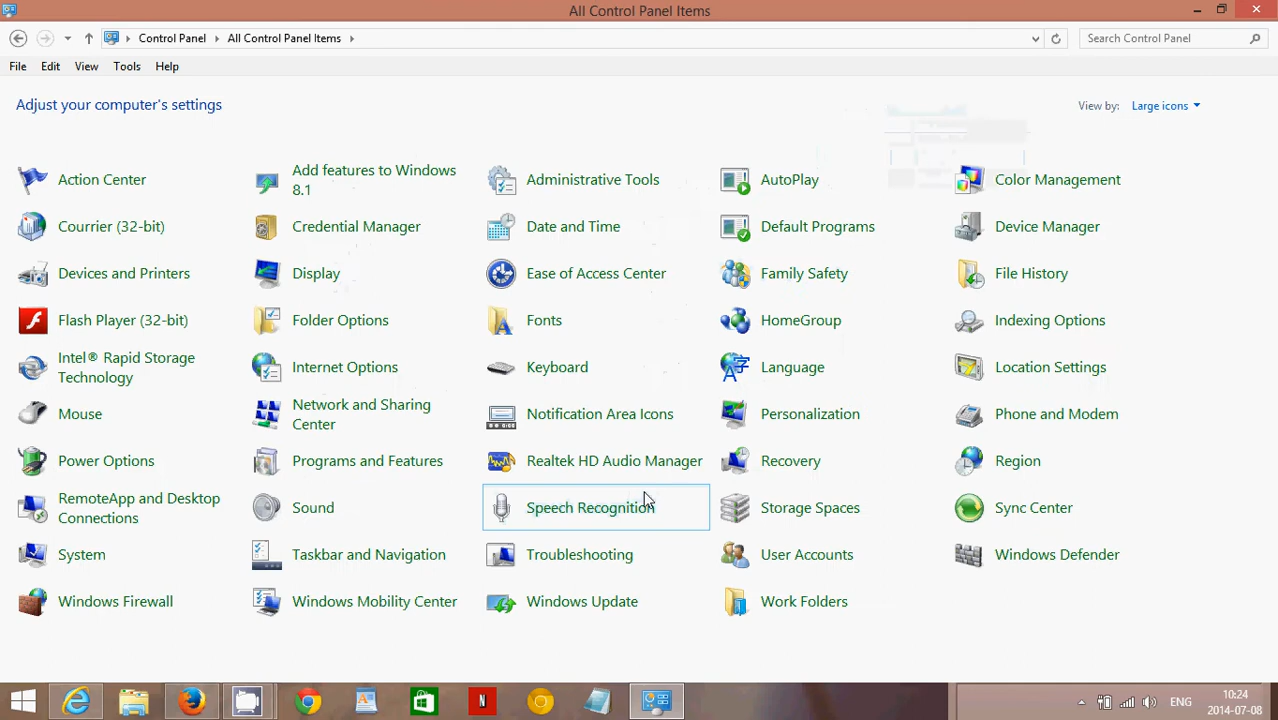 All Control Panel Items
Control Panel
All Control Panel Items
Search Control Panel
File Edit View Tools Help
Adjust your computer's settings
View by: Large icons
Action Center
Add features to Windows
8.1
Administrative Tools
AutoPlay
Color Management
Courrier (32-bit)
Credential Manager
Date and Time
Default Programs
Device Manager
Devices and Printers
Display
Ease of Access Center
Family Safety
File History
Flash Player (32-bit)
Folder Options
Fonts
HomeGroup
Indexing Options
Intel® Rapid Storage
Technology
Internet Options
Keyboard
Language
Location Settings
Mouse
Network and Sharing
Center
Notification Area Icons
Personalization
Phone and Modem
Power Options
Programs and Features
Realtek HD Audio Manager
Recovery
Region
RemoteApp and Desktop
Connections
Sound
Speech Recognition
Storage Spaces
Sync Center
System
Taskbar and Navigation
Troubleshooting
User Accounts
Windows Defender
Windows Firewall
Windows Mobility Center
Windows Update
Work Folders
ENG
10:24
2014-07-08